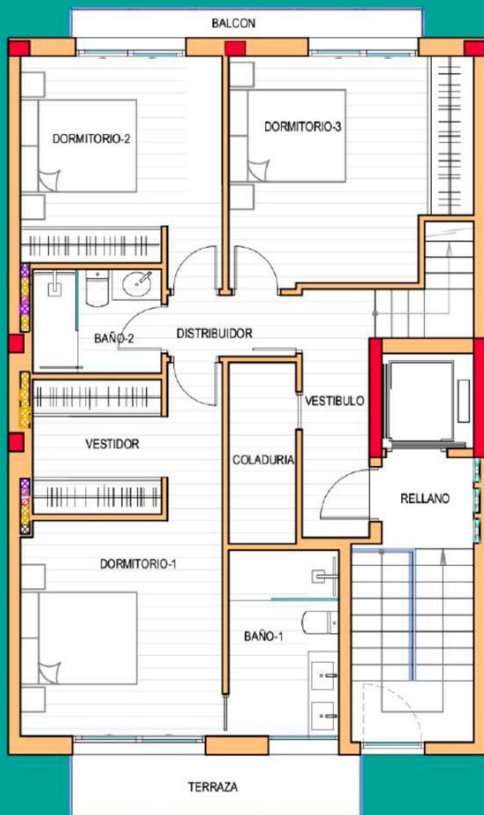 BALCON
DORMITORIO-2
DORMITORIO-3
BAÑO-2
DISTRIBUIDOR
VESTIBULO
VESTIDOR
COLADURIA
RELLANO
DORMITORIO-1
BAÑO-1
TERRAZA